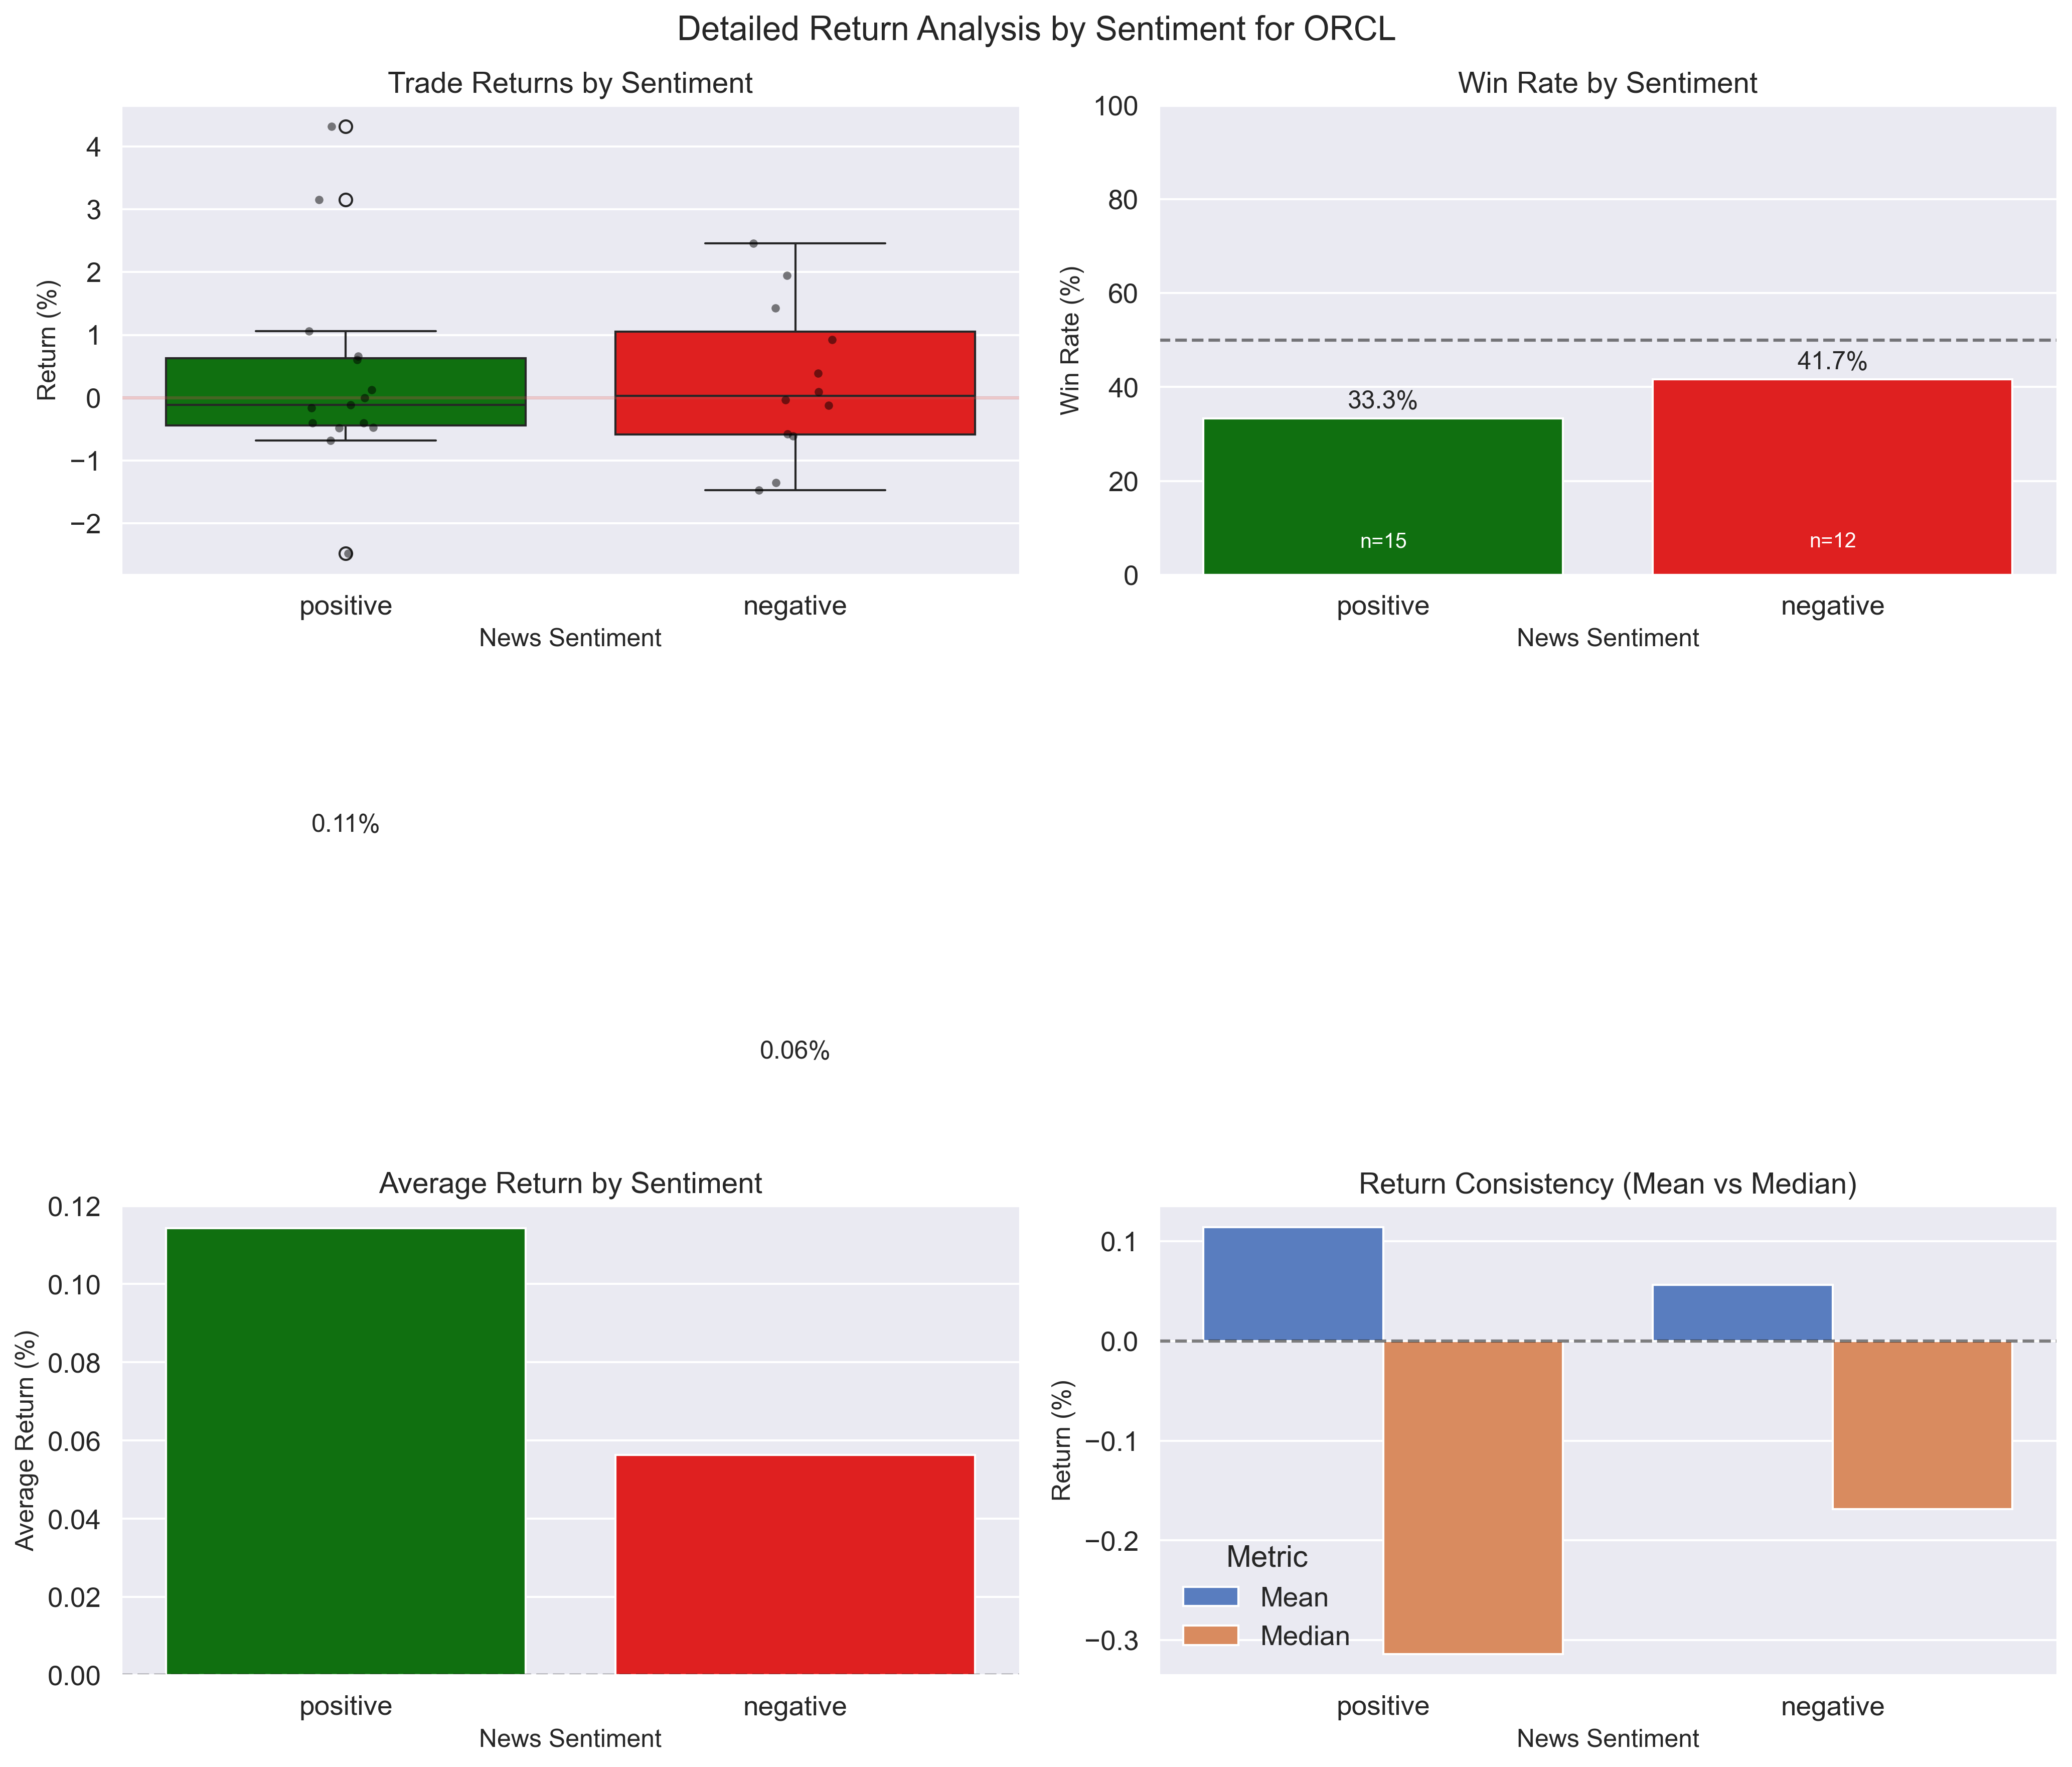 Detailed Return Analysis by Sentiment for ORCL
Trade Returns by Sentiment
4
3
2
1
0
−1
−2
Return (%)
positive
negative
News Sentiment
Win Rate by Sentiment
100
80
60
40
20
0
Win Rate (%)
33.3%
41.7%
n=15
n=12
positive
negative
News Sentiment
0.11%
0.06%
Average Return by Sentiment
0.12
0.10
0.08
0.06
0.04
0.02
0.00
Average Return (%)
positive
negative
News Sentiment
Return Consistency (Mean vs Median)
0.1
0.0
−0.1
−0.2
−0.3
Return (%)
Metric
Mean
Median
positive
negative
News Sentiment